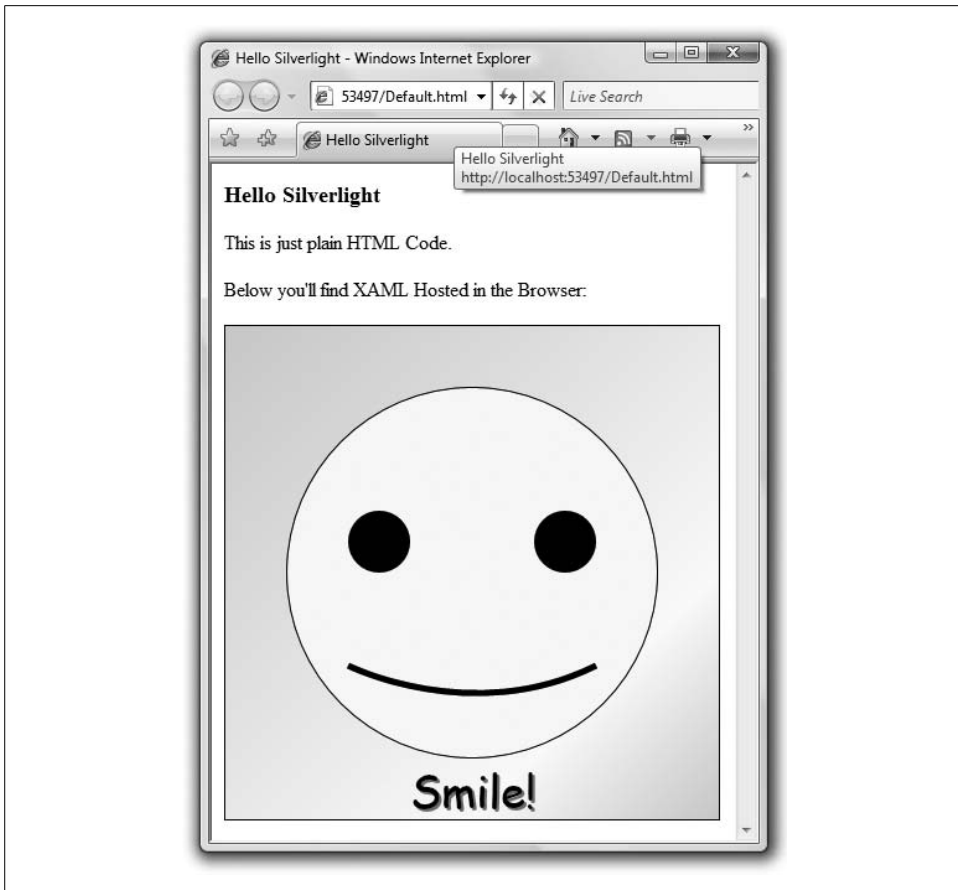 Hello Silverlight - Windows Internet Explorer
53497/Default.html
Live Search
Hello Silverlight
Hello Silverlight
http://localhost:53497/Default.html
Hello Silverlight
This is just plain HTML Code.
Below you'll find XAML Hosted in the Browser:
Smile!